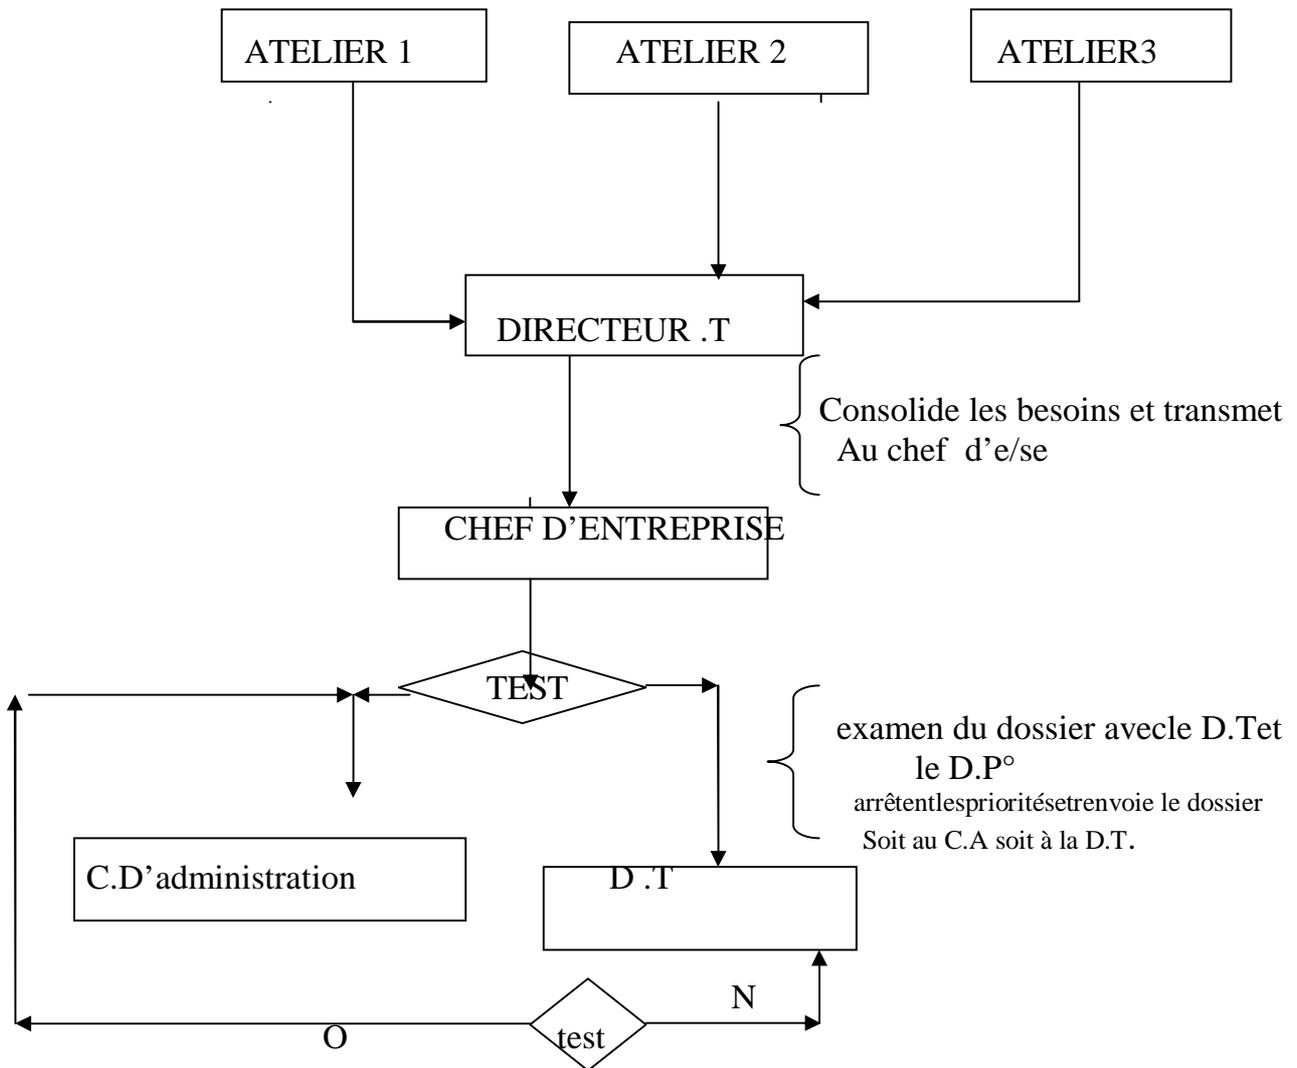 ATELIER 1
ATELIER 2
ATELIER3
DIRECTEUR .T
Consolide les besoins et transmet
Au chef d'e/se
CHEF D'ENTREPRISE
TEST
examen du dossier avecle D.Tet
le D.P°
arrêtentlesprioritésetrenvoie le dossier
Soit au C.A soit à la D.T.
C.D'administration
D .T
N
O
test